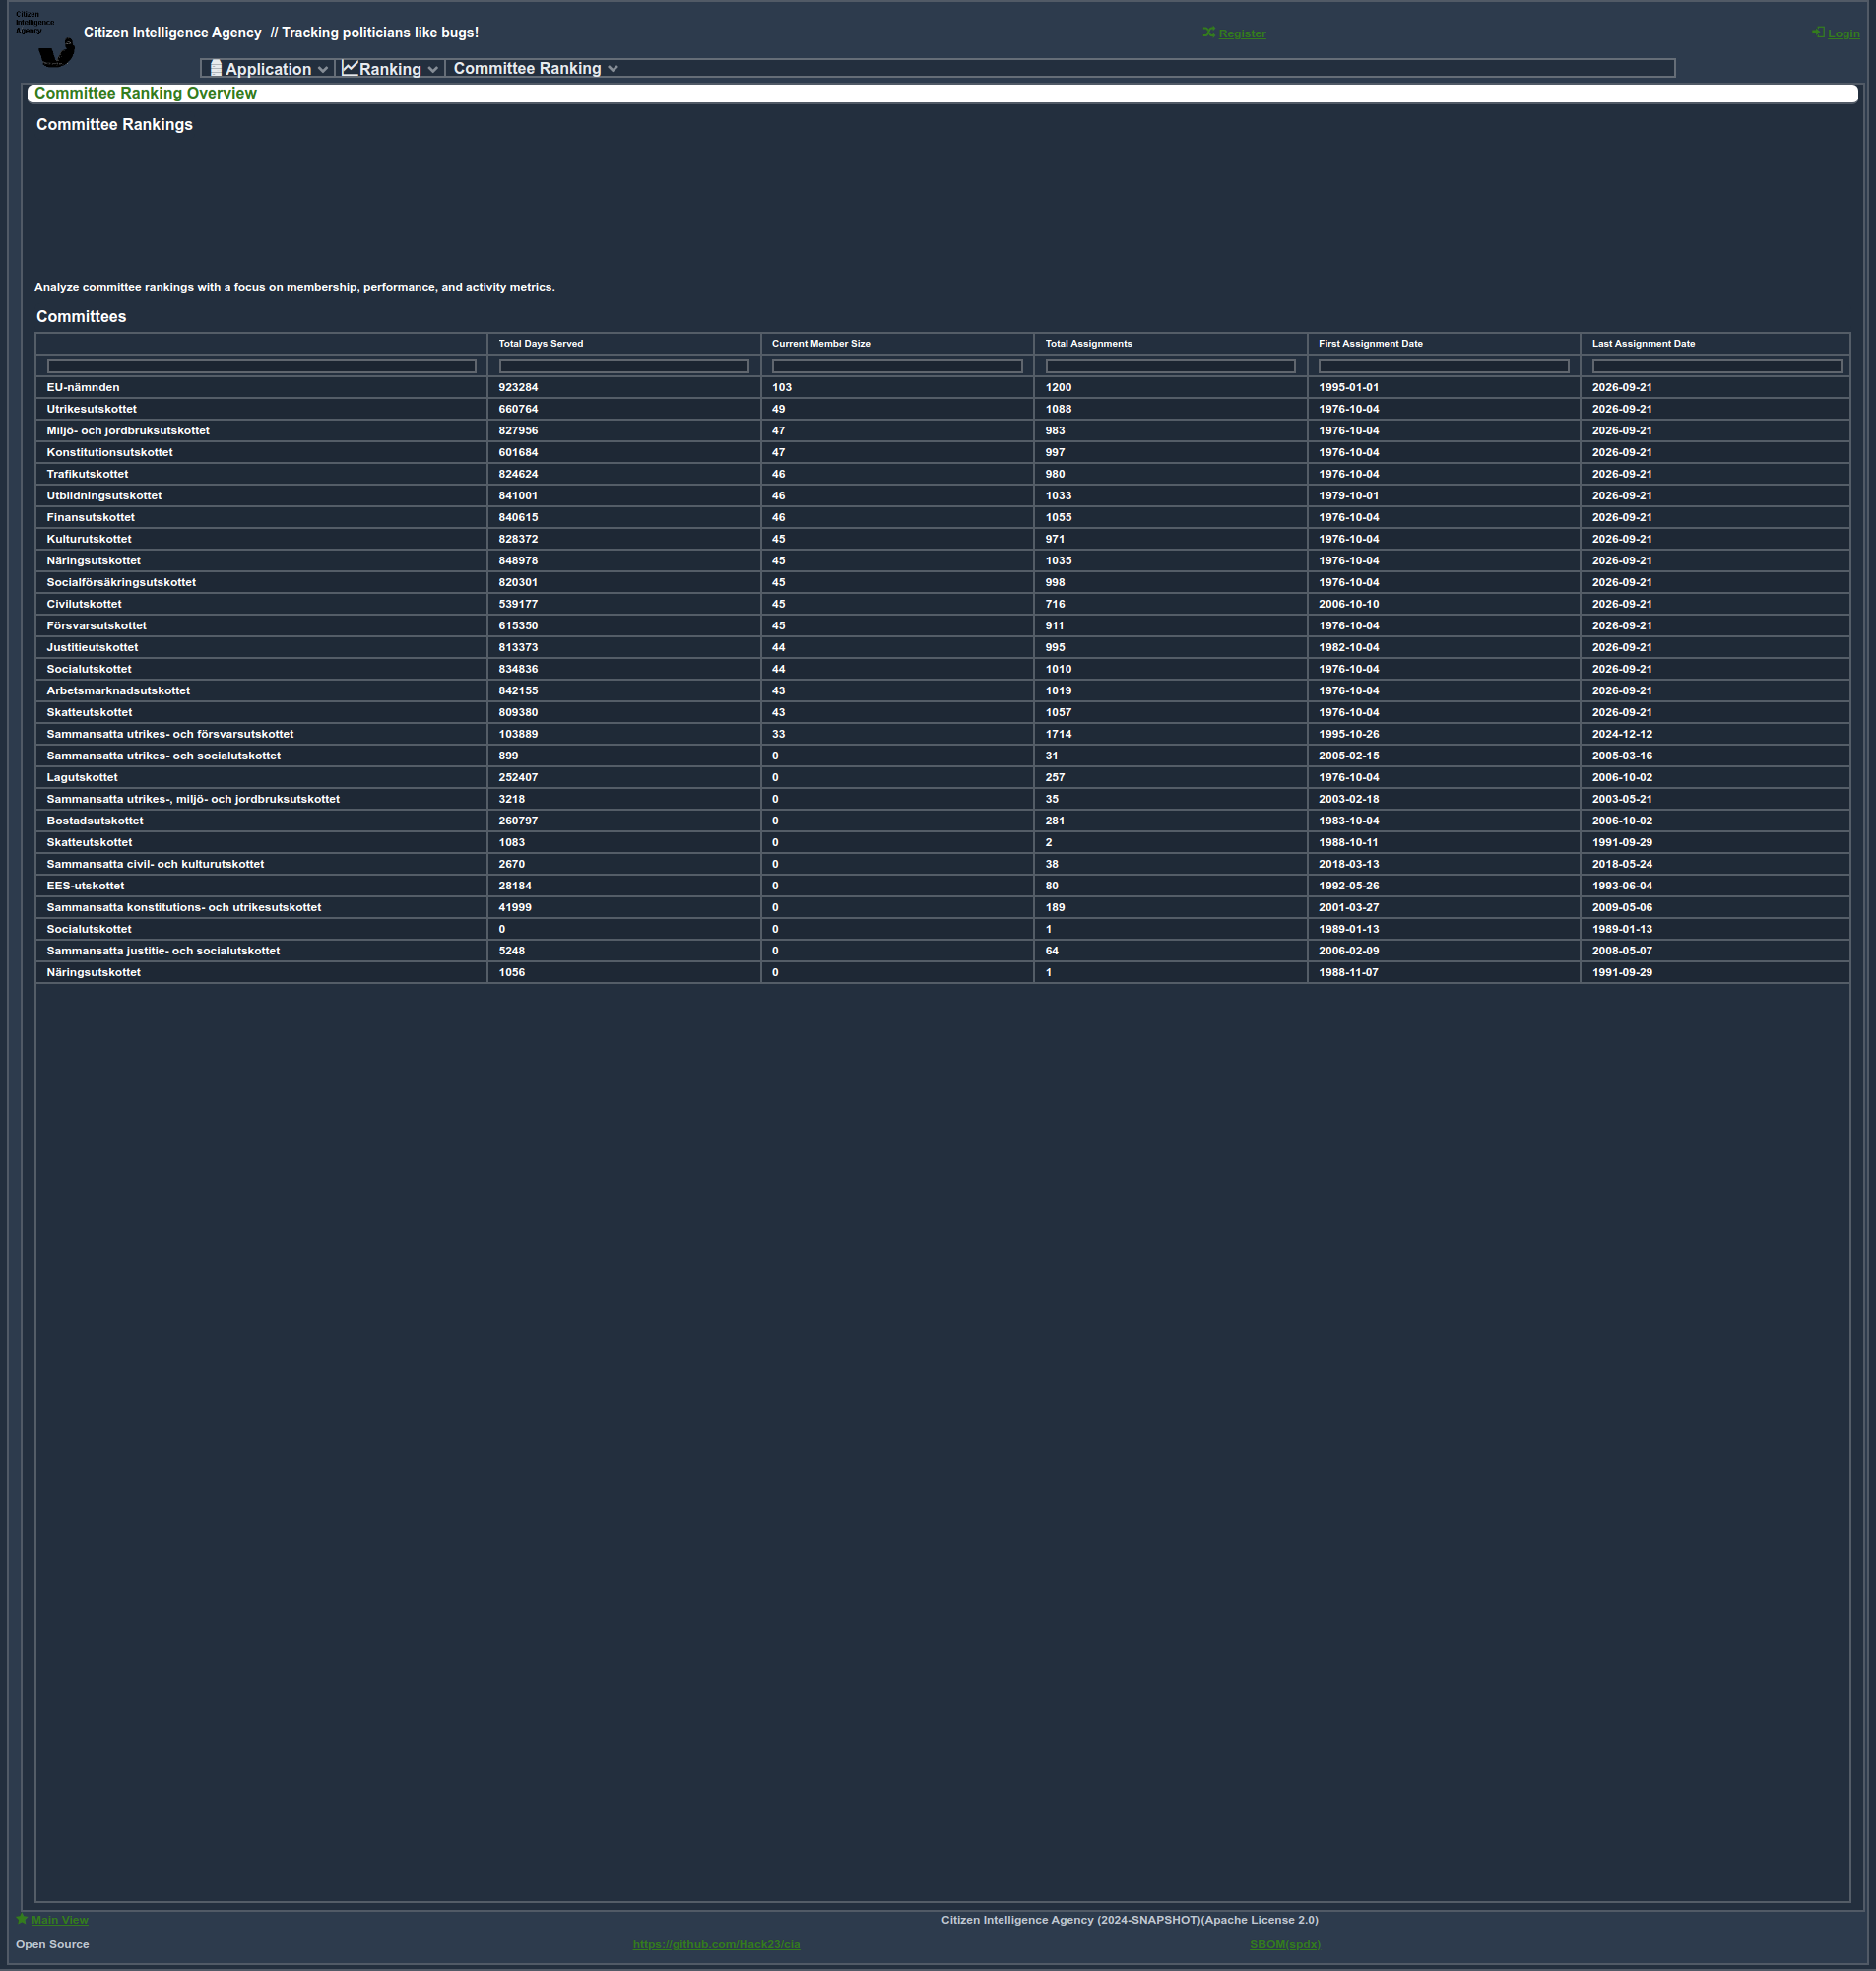 Citizen
Intelligence
Agency
Citizen Intelligence Agency // Tracking politicians like bugs!
Register
Login
Application Ranking Committee Ranking
Committee Ranking Overview
Committee Rankings
Analyze committee rankings with a focus on membership, performance, and activity metrics.
Committees
Total Days Served Current Member Size Total Assignments First Assignment Date Last Assignment Date
EU-nämnden 923284 103 1200 1995-01-01 2026-09-21
Utrikesutskottet 660764 49 1088 1976-10-04 2026-09-21
Miljö- och jordbruksutskottet 827956 47 983 1976-10-04 2026-09-21
Konstitutionsutskottet 601684 47 997 1976-10-04 2026-09-21
Trafikutskottet 824624 46 980 1976-10-04 2026-09-21
Utbildningsutskottet 841001 46 1033 1979-10-01 2026-09-21
Finansutskottet 840615 46 1055 1976-10-04 2026-09-21
Kulturutskottet 828372 45 971 1976-10-04 2026-09-21
Näringsutskottet 848978 45 1035 1976-10-04 2026-09-21
Socialförsäkringsutskottet 820301 45 998 1976-10-04 2026-09-21
Civilutskottet 539177 45 716 2006-10-10 2026-09-21
Försvarsutskottet 615350 45 911 1976-10-04 2026-09-21
Justitieutskottet 813373 44 995 1982-10-04 2026-09-21
Socialutskottet 834836 44 1010 1976-10-04 2026-09-21
Arbetsmarknadsutskottet 842155 43 1019 1976-10-04 2026-09-21
Skatteutskottet 809380 43 1057 1976-10-04 2026-09-21
Sammansatta utrikes- och försvarsutskottet 103889 33 1714 1995-10-26 2024-12-12
Sammansatta utrikes- och socialutskottet 899 0 31 2005-02-15 2005-03-16
Lagutskottet 252407 0 257 1976-10-04 2006-10-02
Sammansatta utrikes-, miljö- och jordbruksutskottet 3218 0 35 2003-02-18 2003-05-21
Bostadsutskottet 260797 0 281 1983-10-04 2006-10-02
Skatteutskottet 1083 0 2 1988-10-11 1991-09-29
Sammansatta civil- och kulturutskottet 2670 0 38 2018-03-13 2018-05-24
EES-utskottet 28184 0 80 1992-05-26 1993-06-04
Sammansatta konstitutions- och utrikesutskottet 41999 0 189 2001-03-27 2009-05-06
Socialutskottet 0 0 1 1989-01-13 1989-01-13
Sammansatta justitie- och socialutskottet 5248 0 64 2006-02-09 2008-05-07
Näringsutskottet 1056 0 1 1988-11-07 1991-09-29
Main View Citizen Intelligence Agency (2024-SNAPSHOT)(Apache License 2.0)
Open Source https://github.com/Hack23/cia SBOM(spdx)